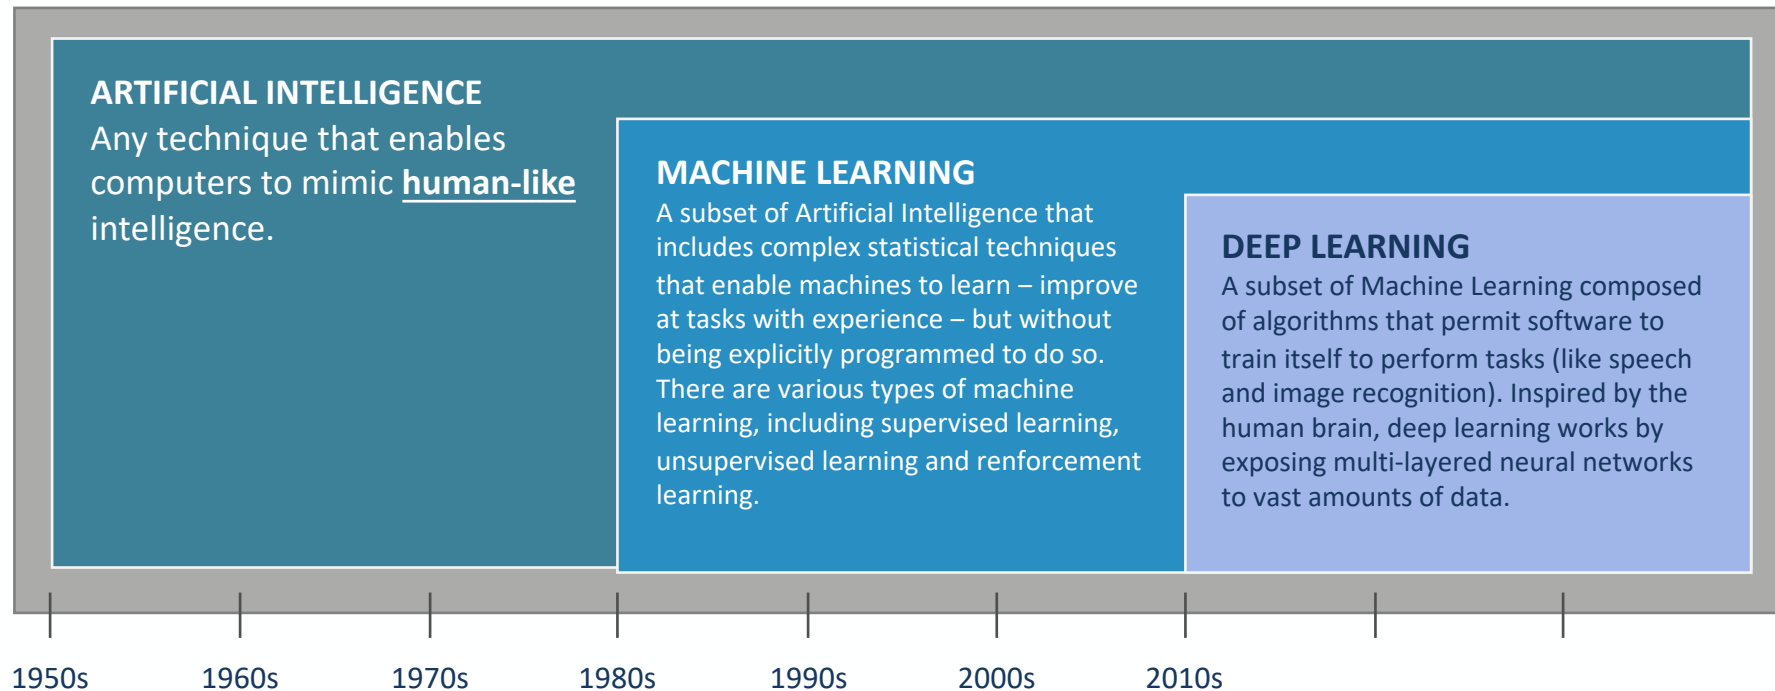 ARTIFICIAL INTELLIGENCE
Any technique that enables
computers to mimic human-like
intelligence.
MACHINE LEARNING
A subset of Artificial Intelligence that
includes complex statistical techniques
that enable machines to learn – improve
at tasks with experience – but without
being explicitly programmed to do so.
There are various types of machine
learning, including supervised learning,
unsupervised learning and renforcement
learning.
DEEP LEARNING
A subset of Machine Learning composed
of algorithms that permit software to
train itself to perform tasks (like speech
and image recognition). Inspired by the
human brain, deep learning works by
exposing multi-layered neural networks
to vast amounts of data.
1950s 1960s 1970s 1980s 1990s 2000s 2010s